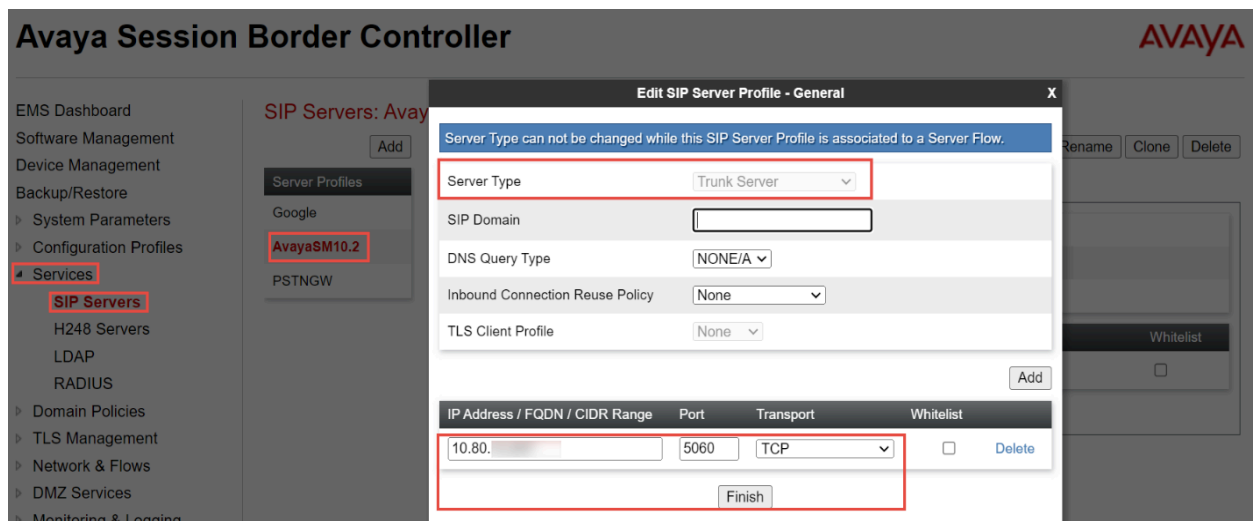 Avaya Session Border Controller
AVAYA
EMS Dashboard
Software Management
Device Management
Backup/Restore
System Parameters
Configuration Profiles
Services
SIP Servers
H248 Servers
LDAP
RADIUS
Domain Policies
TLS Management
Network & Flows
DMZ Services
Monitoring & Logging
SIP Servers: Avay
Add
Rename
Clone
Delete
Server Profiles
Google
AvayaSM10.2
PSTNGW
Whitelist
Edit SIP Server Profile - General
X
Server Type can not be changed while this SIP Server Profile is associated to a Server Flow.
Server Type Trunk Server
SIP Domain
DNS Query Type NONE/A
Inbound Connection Reuse Policy None
TLS Client Profile None
Add
IP Address / FQDN / CIDR Range Port Transport Whitelist
10.80. 5060 TCP Delete
Finish